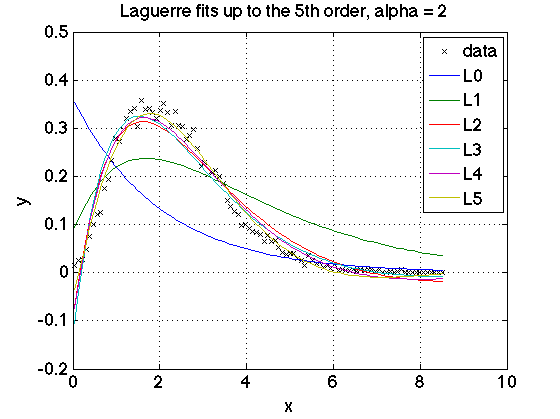 Laguerre fits up to the 5th order, alpha = 2
0.5
0.4
0.3
0.2
0.1
0
-0.1
-0.2
y
0
2
4
6
8
10
x
data
L0
L1
L2
L3
L4
L5